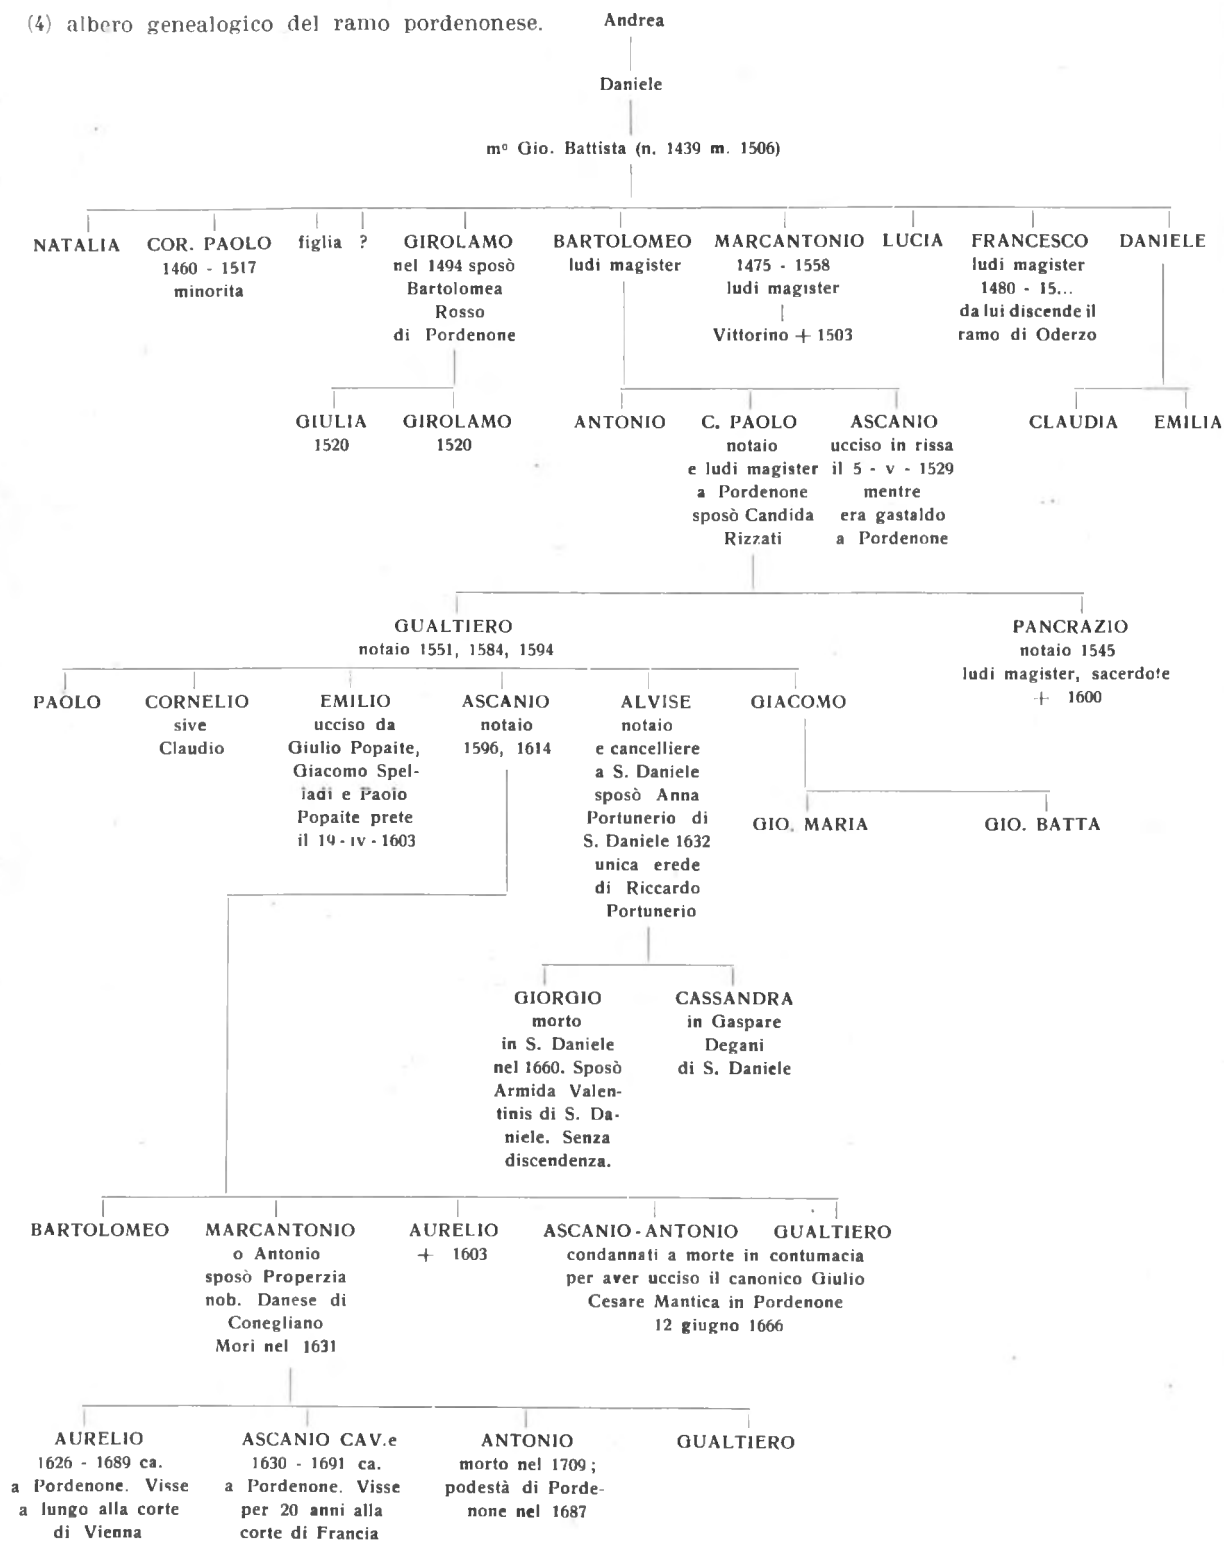 (4) albero genealogico del ramo pordenonese.
Andrea
Daniele
mº Gio. Battista (n. 1439 m. 1506)
NATALIA
COR. PAOLO
1460 - 1517
minorita
figlia ?
GIROLAMO
nel 1494 sposò
Bartolomea
Rosso
di Pordenone
BARTOLOMEO
ludi magister
MARCANTONIO
1475 - 1558
ludi magister
Vittorino + 1503
LUCIA
FRANCESCO
ludi magister
1480 - 15...
da lui discende il
ramo di Oderzo
DANIELE
GIULIA
1520
GIROLAMO
1520
ANTONIO
C. PAOLO
notaio
e ludi magister
a Pordenone
sposò Candida
Rizzati
ASCANIO
ucciso in rissa
il 5 - v - 1529
mentre
era gastaldo
a Pordenone
CLAUDIA
EMILIA
GUALTIERO
notaio 1551, 1584, 1594
PANCRAZIO
notaio 1545
ludi magister, sacerdote
+ 1600
PAOLO
CORNELIO
sive
Claudio
EMILIO
ucciso da
Giulio Popaite,
Giacomo Spel-
ladi e Paolo
Popaite prete
il 19 - iv - 1603
ASCANIO
notaio
1596, 1614
ALVISE
notaio
e cancelliere
a S. Daniele
sposò Anna
Portunerio di
S. Daniele 1632
unica erede
di Riccardo
Portunerio
GIACOMO
GIO. MARIA
GIO. BATTA
GIORGIO
morto
in S. Daniele
nel 1660. Sposò
Armida Valen-
tinis di S. Da-
niele. Senza
discendenza.
CASSANDRA
in Gaspare
Degani
di S. Daniele
BARTOLOMEO
MARCANTONIO
o Antonio
sposò Properzia
nob. Danese di
Conegliano
Mori nel 1631
AURELIO
+ 1603
ASCANIO - ANTONIO GUALTIERO
condannati a morte in contumacia
per aver ucciso il canonico Giulio
Cesare Mantica in Pordenone
12 giugno 1666
AURELIO
1626 - 1689 ca.
a Pordenone. Visse
a lungo alla corte
di Vienna
ASCANIO CAV.e
1630 - 1691 ca.
a Pordenone. Visse
per 20 anni alla
corte di Francia
ANTONIO
morto nel 1709 ;
podestà di Porde-
none nel 1687
GUALTIERO